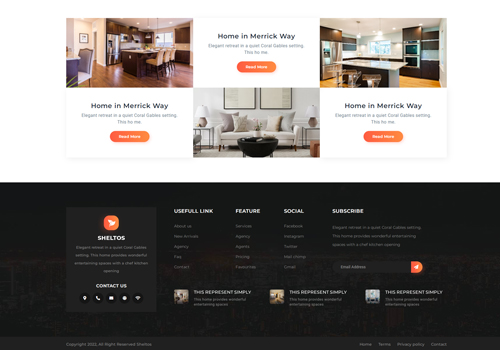 Home in Merrick Way
Elegant retreat in a quiet Coral Gables setting.
This ho me.
Read More
Home in Merrick Way
Elegant retreat in a quiet Coral Gables setting.
This ho me.
Read More
Home in Merrick Way
Elegant retreat in a quiet Coral Gables setting.
This ho me.
Read More
SHELTOS
Elegant retreat in a quiet Coral Gables
setting. This home provides wonderful
entertaining spaces with a chef kitchen
opening.
CONTACT US
USEFULL LINK
About us
New Arrivals
Agency
Faq
Contact
FEATURE
Services
Agency
Agents
Pricing
Favourites
SOCIAL
Facebook
Instagram
Twitter
Mail chimp
Gmail
SUBSCRIBE
Elegant retreat in a quiet Coral Gables setting.
This home provides wonderful entertaining
spaces with a chef kitchen opening.
Email Address
THIS REPRESENT SIMPLY
This home provides wonderful
entertaining spaces
THIS REPRESENT SIMPLY
This home provides wonderful
entertaining spaces
THIS REPRESENT SIMPLY
This home provides wonderful
entertaining spaces
Copyright 2022, All Right Reserved Sheltos
Home Terms Privacy policy Contact